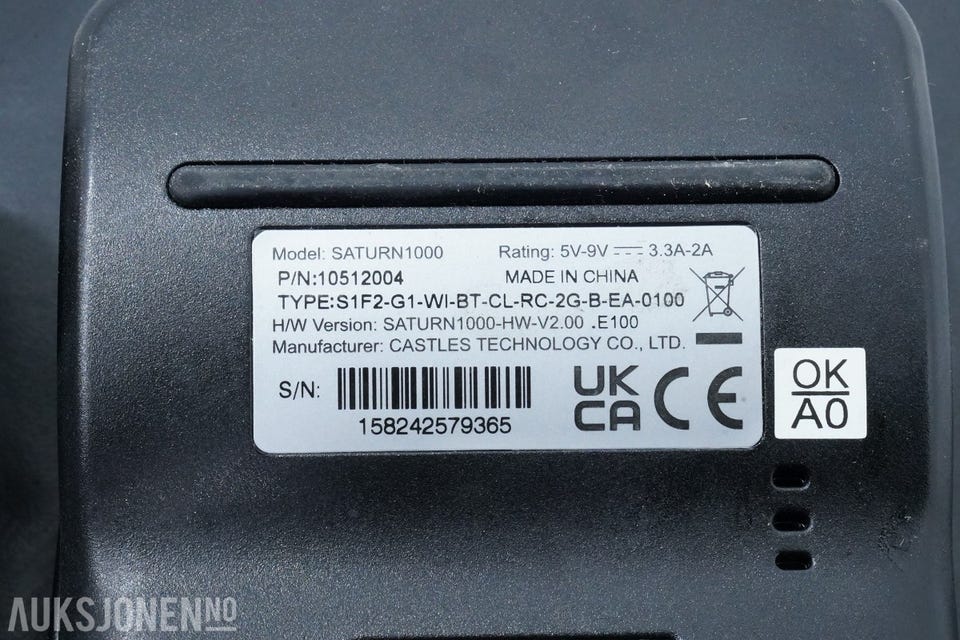 Model: SATURN1000 Rating: 5V-9V ⎓ 3.3A-2A
P/N:10512004 MADE IN CHINA
TYPE:S1F2-G1-WI-BT-CL-RC-2G-B-EA-0100
H/W Version: SATURN1000-HW-V2.00 .E100
Manufacturer: CASTLES TECHNOLOGY CO., LTD.
S/N:
158242579365
UK
CA CE
OK
A0
AUKSJONEN.NO